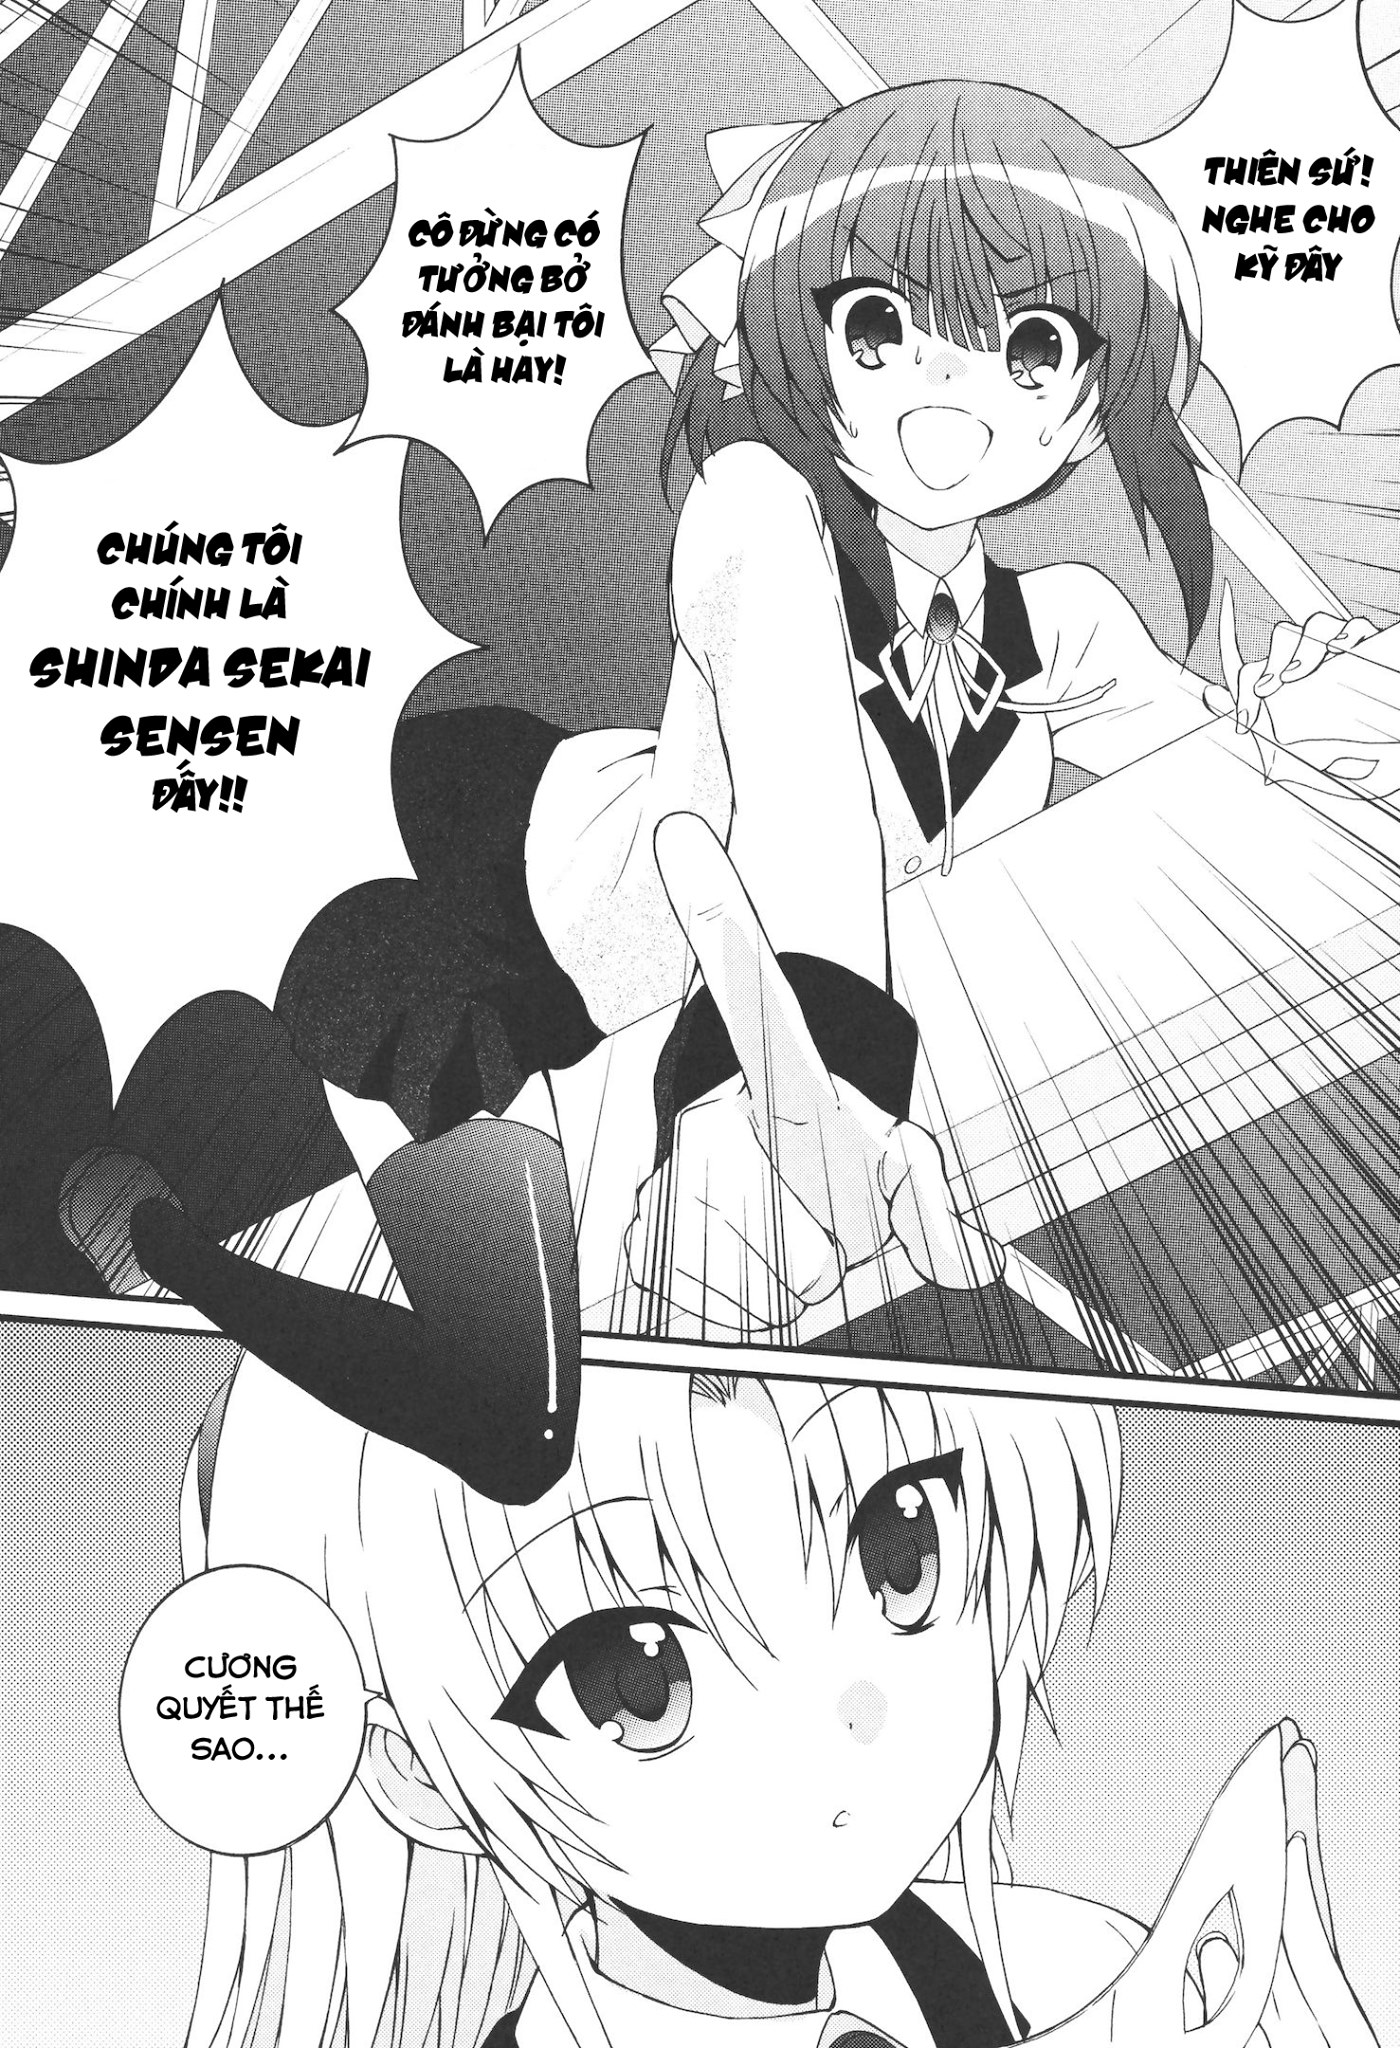 THIÊN SỨ!
NGHE CHO
KỸ ĐÂY
CÔ ĐỪNG CÓ
TƯỞNG BỞ
ĐÁNH BẠI TÔI
LÀ HAY!
CHÚNG TÔI
CHÍNH LÀ
SHINDA SEKAI
SENSEN
ĐẤY!!
CƯƠNG
QUYẾT THẾ
SAO...